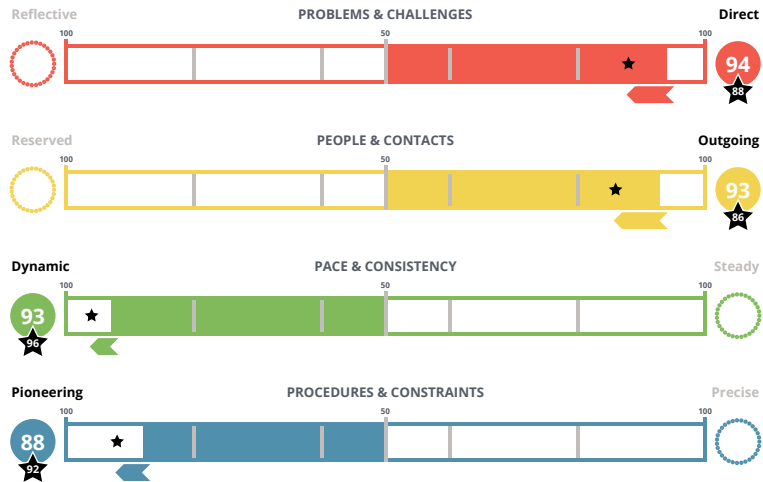 Reflective PROBLEMS & CHALLENGES Direct
100 50 100
94
88
Reserved PEOPLE & CONTACTS Outgoing
100 50 100
93
86
Dynamic PACE & CONSISTENCY Steady
100 50 100
93
96
Pioneering PROCEDURES & CONSTRAINTS Precise
100 50 100
88
92